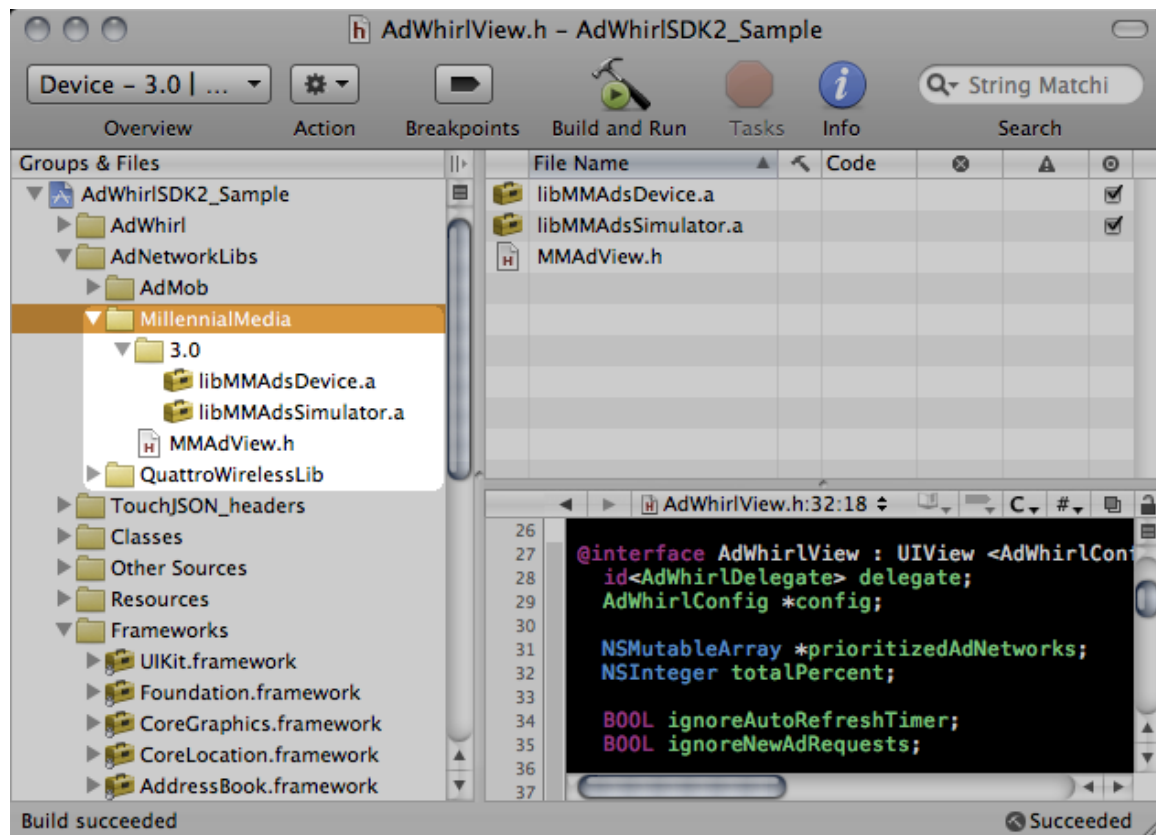 AdWhirlView.h – AdWhirlSDK2_Sample
Device – 3.0 | ...
String Matchi
Overview Action Breakpoints Build and Run Tasks Info Search
Groups & Files
AdWhirlSDK2_Sample
AdWhirl
AdNetworkLibs
AdMob
MillennialMedia
3.0
libMMAdsDevice.a
libMMAdsSimulator.a
MMAdView.h
QuattroWirelessLib
TouchJSON_headers
Classes
Other Sources
Resources
Frameworks
UIKit.framework
Foundation.framework
CoreGraphics.framework
CoreLocation.framework
AddressBook.framework
File Name Code
libMMAdsDevice.a
libMMAdsSimulator.a
MMAdView.h
AdWhirlView.h:32:18 C #
26
27 @interface AdWhirlView : UIView <AdWhirlConf
28 id<AdWhirlDelegate> delegate;
29 AdWhirlConfig *config;
30
31 NSMutableArray *prioritizedAdNetworks;
32 NSInteger totalPercent;
33
34 BOOL ignoreAutoRefreshTimer;
35 BOOL ignoreNewAdRequests;
36
37
Build succeeded Succeeded